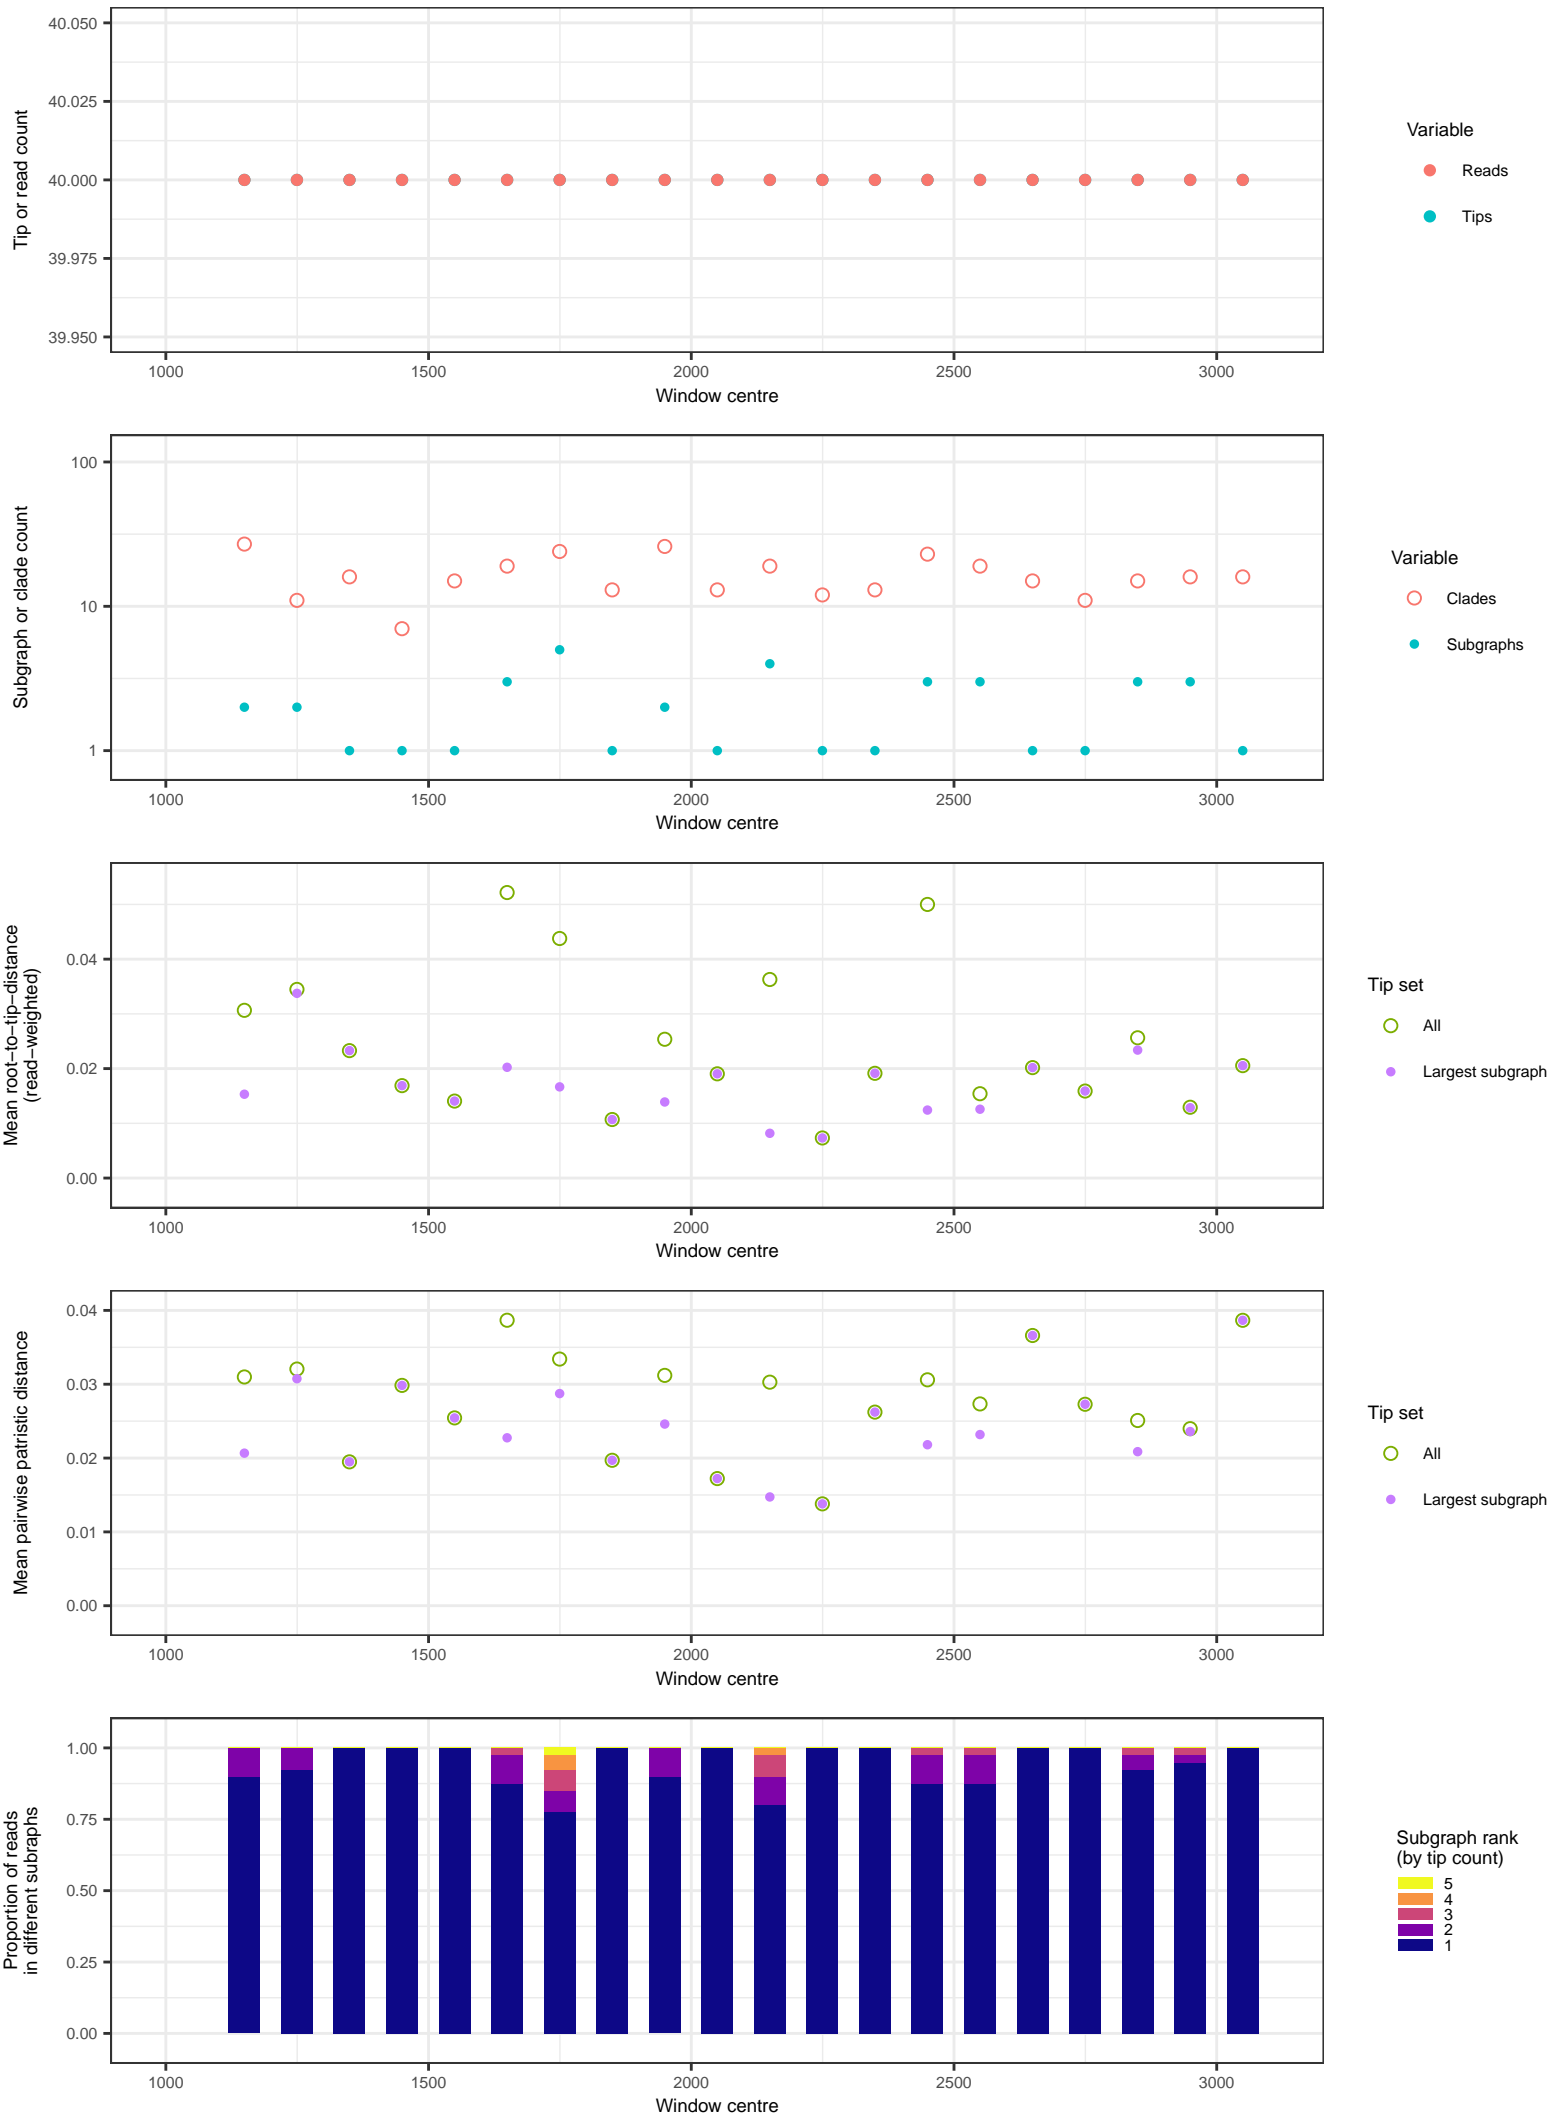 40.050
40.025
40.000
39.975
39.950
Tip or read count
1000 1500 2000 2500 3000
Window centre
Variable
Reads
Tips
100
10
1
Subgraph or clade count
1000 1500 2000 2500 3000
Window centre
Variable
Clades
Subgraphs
0.04
0.02
0.00
Mean root−to−tip−distance
(read−weighted)
1000 1500 2000 2500 3000
Window centre
Tip set
All
Largest subgraph
0.04
0.03
0.02
0.01
0.00
Mean pairwise patristic distance
1000 1500 2000 2500 3000
Window centre
Tip set
All
Largest subgraph
1.00
0.75
0.50
0.25
0.00
Proportion of reads
in different subraphs
1000 1500 2000 2500 3000
Window centre
Subgraph rank
(by tip count)
5
4
3
2
1